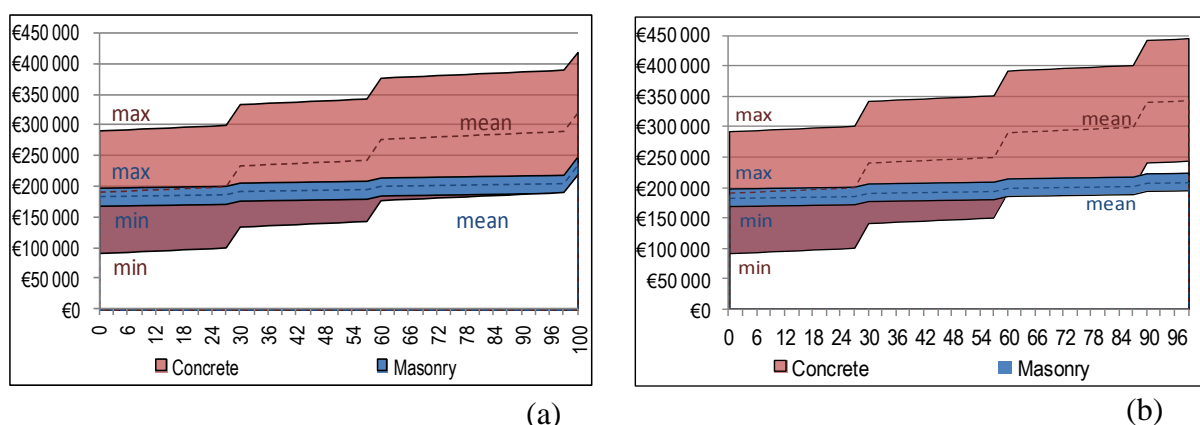 €450 000
€400 000
€350 000
€300 000
€250 000
€200 000
€150 000
€100 000
€50 000
€0
max
max
min
min
mean
mean
0 6 12 18 24 30 36 42 48 54 60 66 72 78 84 90 96 100
Concrete Masonry
(a)
€450 000
€400 000
€350 000
€300 000
€250 000
€200 000
€150 000
€100 000
€50 000
€0
max
max
min
min
mean
mean
0 6 12 18 24 30 36 42 48 54 60 66 72 78 84 90 96
Concrete Masonry
(b)